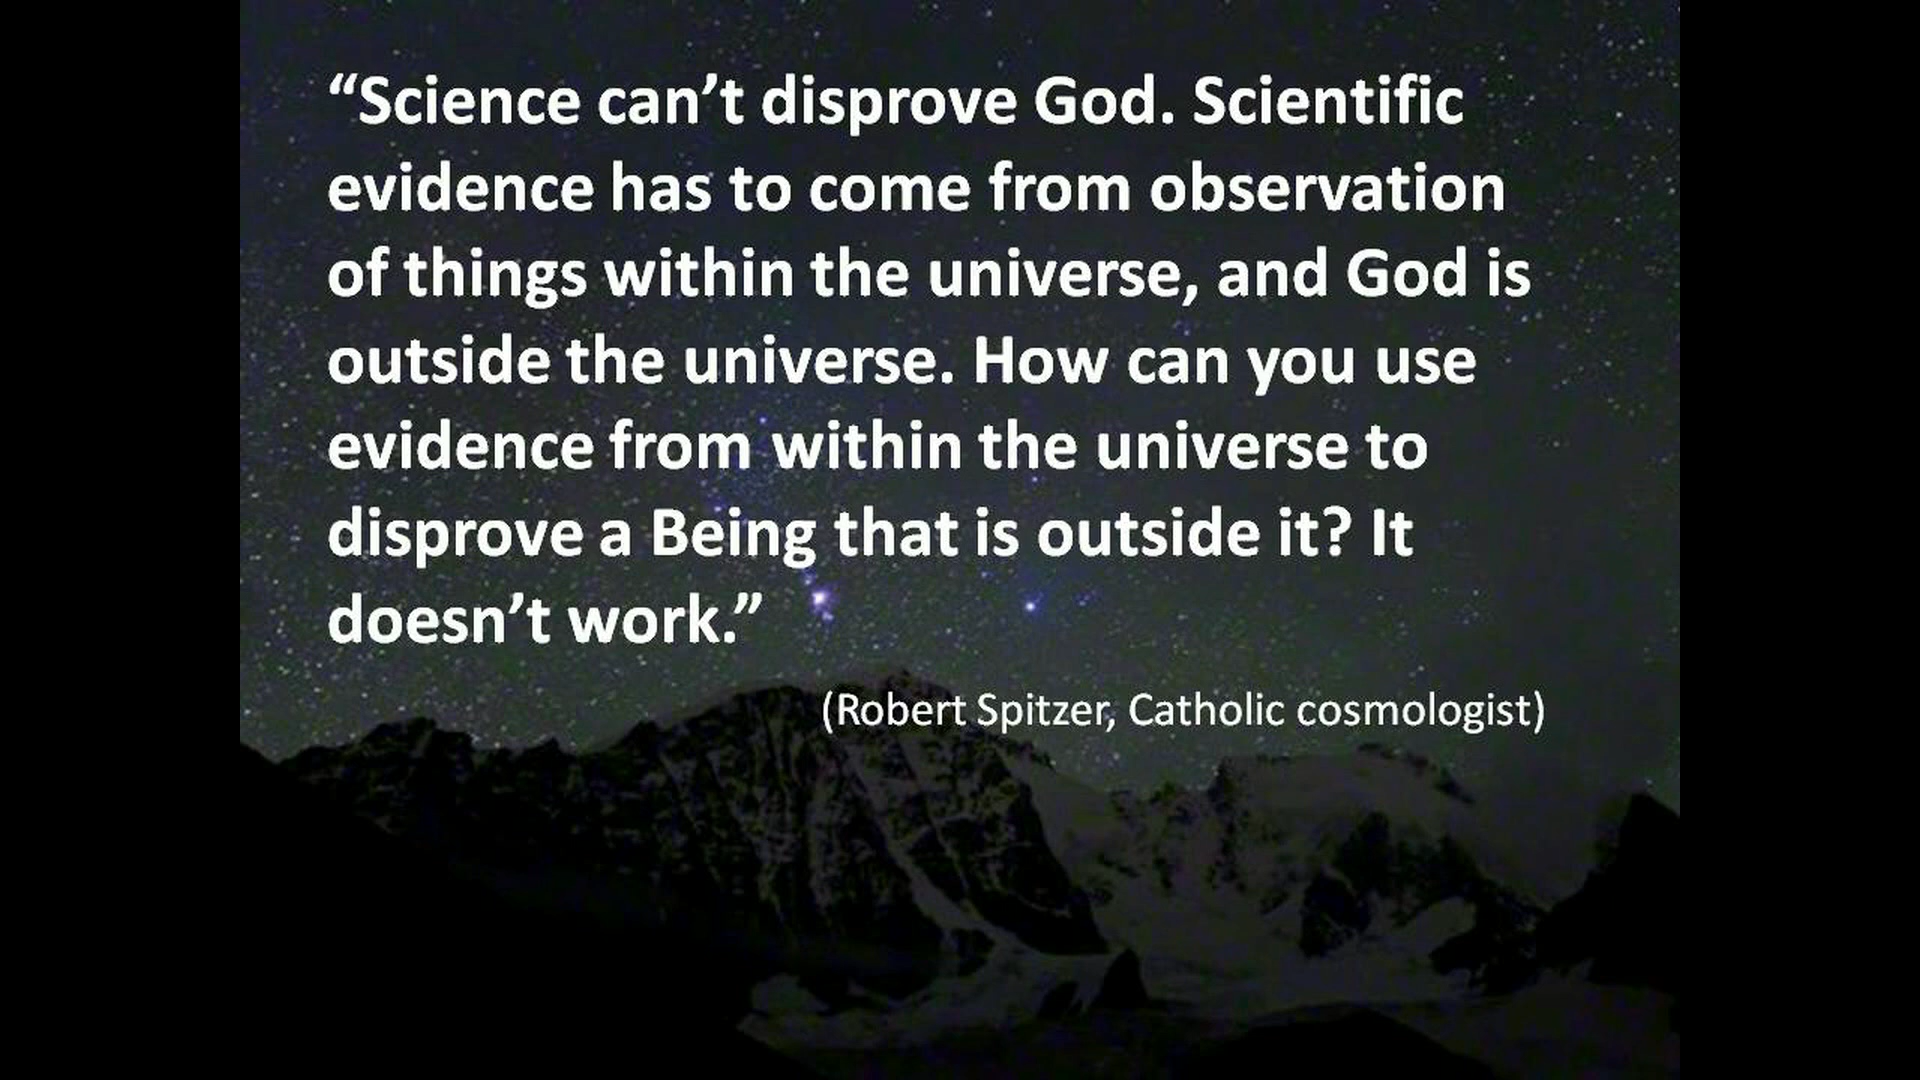 “Science can’t disprove God. Scientific
evidence has to come from observation
of things within the universe, and God is
outside the universe. How can you use
evidence from within the universe to
disprove a Being that is outside it? It
doesn’t work.”
(Robert Spitzer, Catholic cosmologist)